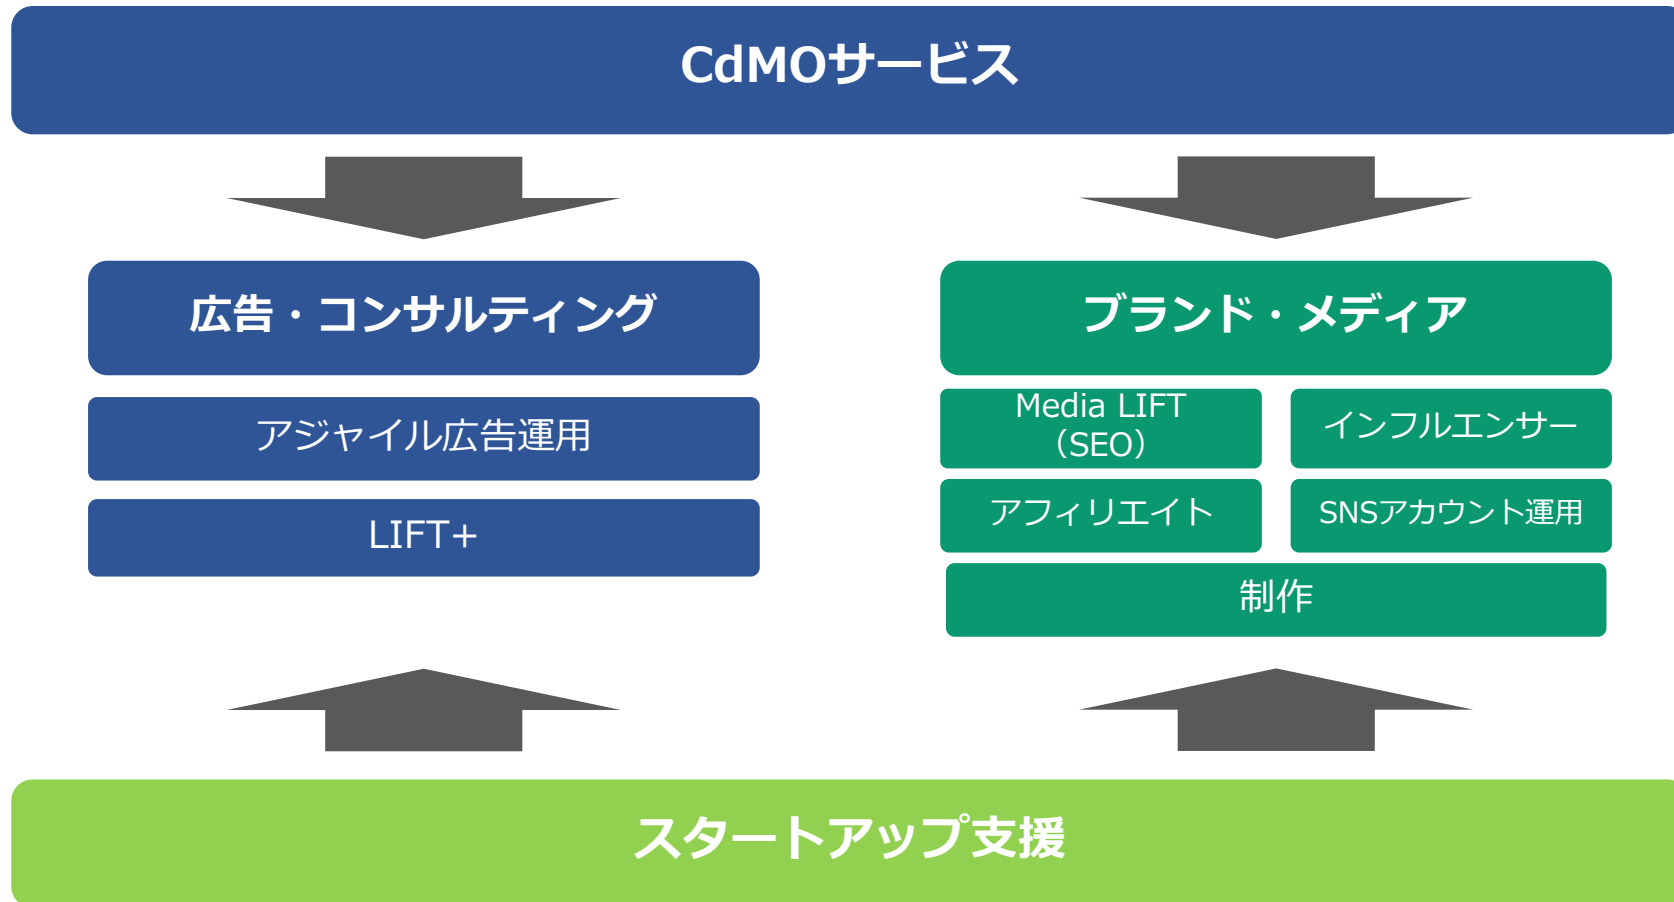 CdMOサービス
広告・コンサルティング
アジャイル広告運用
LIFT+
ブランド・メディア
Media LIFT
（SEO）
インフルエンサー
アフィリエイト
SNSアカウント運用
制作
スタートアップ支援